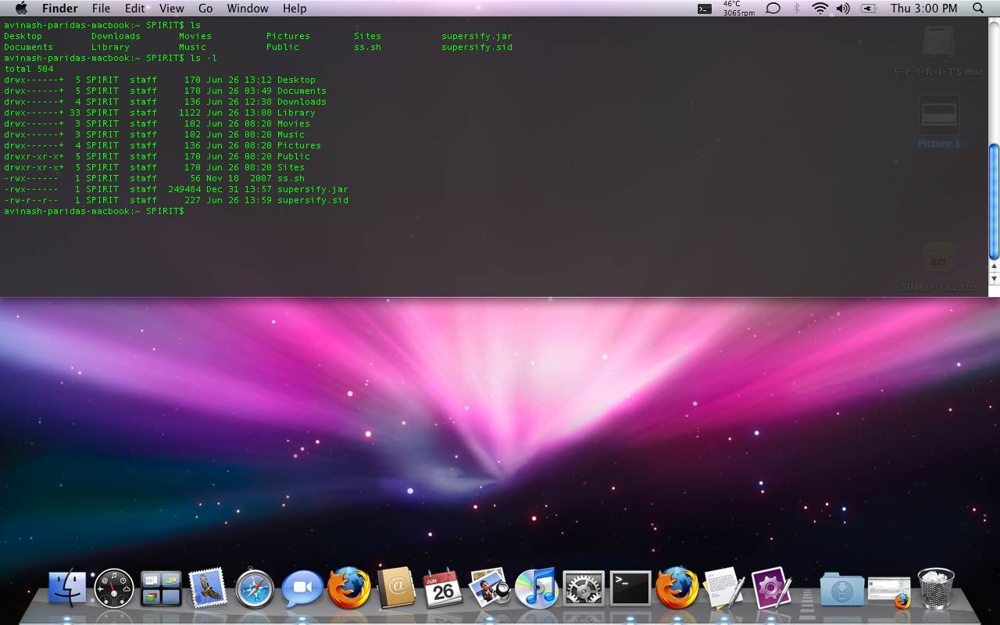 Finder File Edit View Go Window Help 46°C 3065rpm Thu 3:00 PM
avinash-paridas-macbook:~ SPIRIT$ ls
Desktop Downloads Movies Pictures Sites supersify.jar
Documents Library Music Public ss.sh supersify.sid
avinash-paridas-macbook:~ SPIRIT$ ls -l
total 504
drwx------+ 5 SPIRIT staff 170 Jun 26 13:12 Desktop
drwx------+ 5 SPIRIT staff 170 Jun 26 03:49 Documents
drwx------+ 4 SPIRIT staff 136 Jun 26 12:38 Downloads
drwx------+ 33 SPIRIT staff 1122 Jun 26 13:08 Library
drwx------+ 3 SPIRIT staff 102 Jun 26 08:20 Movies
drwx------+ 3 SPIRIT staff 102 Jun 26 08:20 Music
drwx------+ 4 SPIRIT staff 136 Jun 26 08:20 Pictures
drwxr-xr-x+ 5 SPIRIT staff 170 Jun 26 08:20 Public
drwxr-xr-x+ 5 SPIRIT staff 170 Jun 26 08:20 Sites
-rwx------ 1 SPIRIT staff 56 Nov 18 2007 ss.sh
-rwx------ 1 SPIRIT staff 249484 Dec 31 13:57 supersify.jar
-rw-r--r-- 1 SPIRIT staff 227 Jun 26 13:59 supersify.sid
avinash-paridas-macbook:~ SPIRIT$
S-P-I-R-I-T'S mac
Picture 1
BZ2
SIMBL-0.8.2.tbz
JUN
26
@
>_